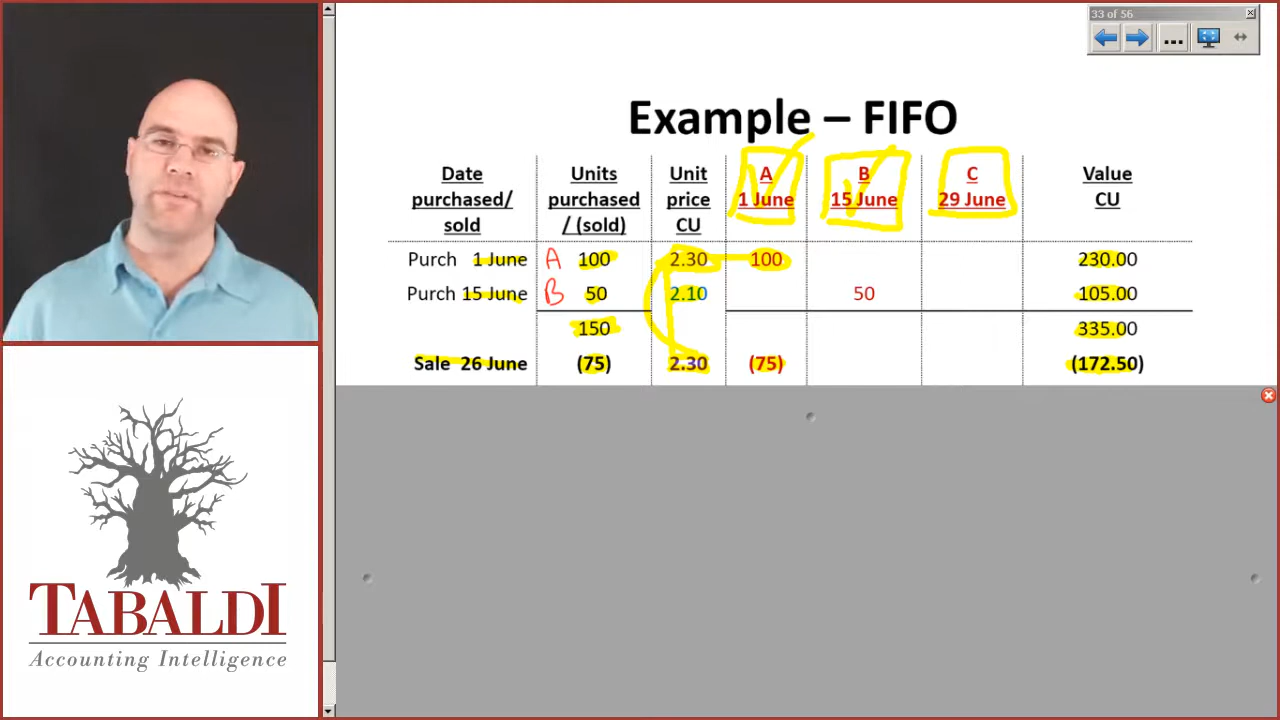 33 of 56
Example – FIFO
Date purchased/ sold Units purchased / (sold) Unit price CU A 1 June B 15 June C 29 June Value CU
Purch 1 June A 100 2.30 100 230.00
Purch 15 June B 50 2.10 50 105.00
150 335.00
Sale 26 June (75) 2.30 (75) (172.50)
TABALDI
Accounting Intelligence